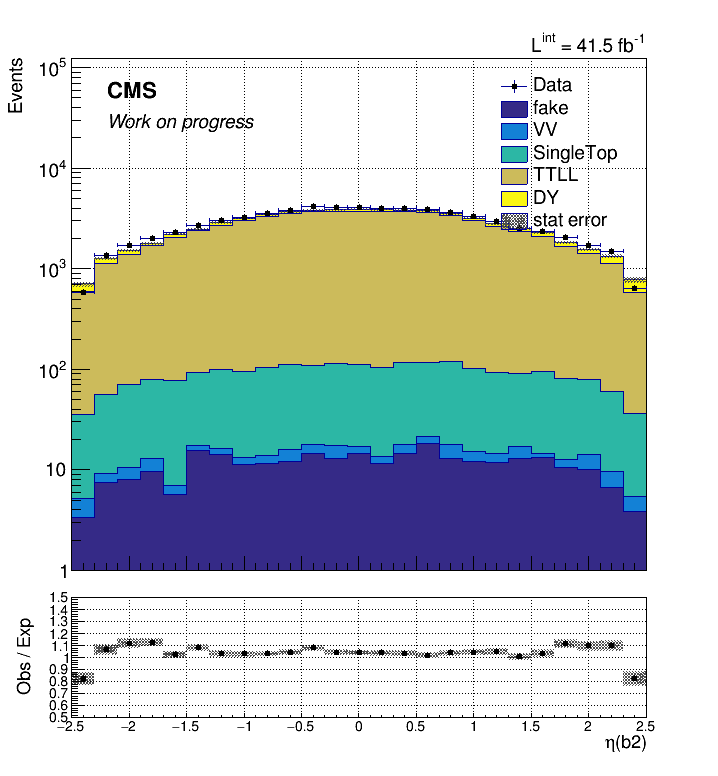 L^int = 41.5 fb^-1
Events
10^5
10^4
10^3
10^2
10
1
CMS
Work on progress
Data
fake
VV
SingleTop
TTLL
DY
stat error
Obs / Exp
1.5
1.4
1.3
1.2
1.1
1
0.9
0.8
0.7
0.6
0.5
−2.5 −2 −1.5 −1 −0.5 0 0.5 1 1.5 2 2.5
η(b2)